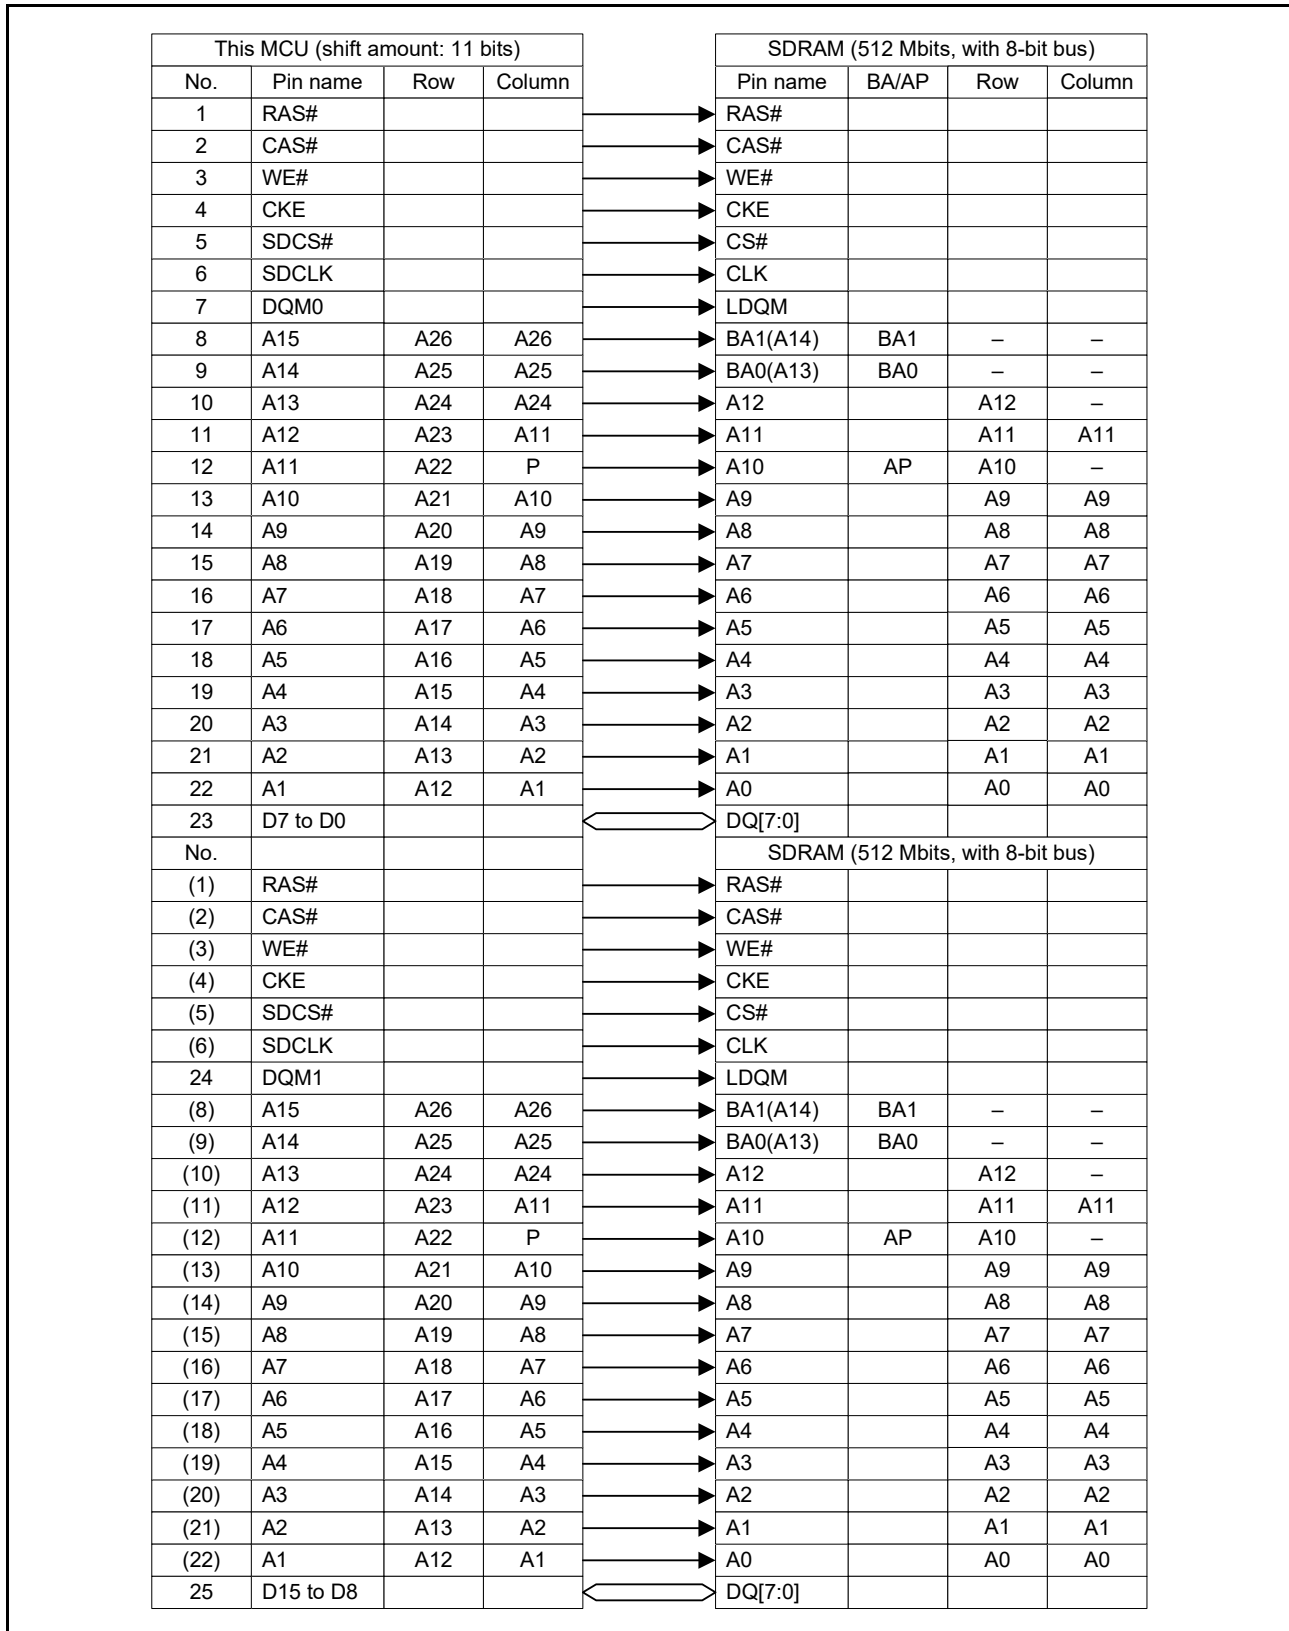 This MCU (shift amount: 11 bits) SDRAM (512 Mbits, with 8-bit bus)
No. Pin name Row Column Pin name BA/AP Row Column
1 RAS# RAS#
2 CAS# CAS#
3 WE# WE#
4 CKE CKE
5 SDCS# CS#
6 SDCLK CLK
7 DQM0 LDQM
8 A15 A26 A26 BA1(A14) BA1 – –
9 A14 A25 A25 BA0(A13) BA0 – –
10 A13 A24 A24 A12 A12 –
11 A12 A23 A11 A11 A11 A11
12 A11 A22 P A10 AP A10 –
13 A10 A21 A10 A9 A9 A9
14 A9 A20 A9 A8 A8 A8
15 A8 A19 A8 A7 A7 A7
16 A7 A18 A7 A6 A6 A6
17 A6 A17 A6 A5 A5 A5
18 A5 A16 A5 A4 A4 A4
19 A4 A15 A4 A3 A3 A3
20 A3 A14 A3 A2 A2 A2
21 A2 A13 A2 A1 A1 A1
22 A1 A12 A1 A0 A0 A0
23 D7 to D0 DQ[7:0]
No. SDRAM (512 Mbits, with 8-bit bus)
(1) RAS# RAS#
(2) CAS# CAS#
(3) WE# WE#
(4) CKE CKE
(5) SDCS# CS#
(6) SDCLK CLK
24 DQM1 LDQM
(8) A15 A26 A26 BA1(A14) BA1 – –
(9) A14 A25 A25 BA0(A13) BA0 – –
(10) A13 A24 A24 A12 A12 –
(11) A12 A23 A11 A11 A11 A11
(12) A11 A22 P A10 AP A10 –
(13) A10 A21 A10 A9 A9 A9
(14) A9 A20 A9 A8 A8 A8
(15) A8 A19 A8 A7 A7 A7
(16) A7 A18 A7 A6 A6 A6
(17) A6 A17 A6 A5 A5 A5
(18) A5 A16 A5 A4 A4 A4
(19) A4 A15 A4 A3 A3 A3
(20) A3 A14 A3 A2 A2 A2
(21) A2 A13 A2 A1 A1 A1
(22) A1 A12 A1 A0 A0 A0
25 D15 to D8 DQ[7:0]